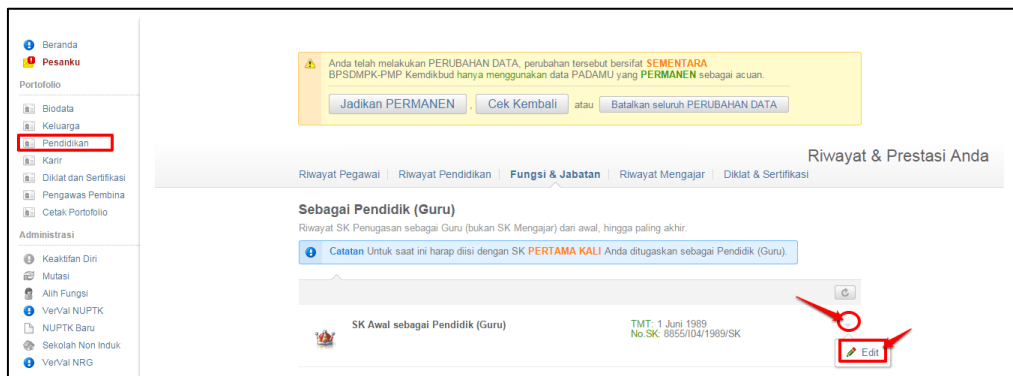 Beranda
Pesanku
Portofolio
Biodata
Keluarga
Pendidikan
Karir
Diklat dan Sertifikasi
Pengawas Pembina
Cetak Portofolio
Administrasi
Keaktifan Diri
Mutasi
Alih Fungsi
VerVal NUPTK
NUPTK Baru
Sekolah Non Induk
VerVal NRG
Anda telah melakukan PERUBAHAN DATA, perubahan tersebut bersifat SEMENTARA
BPSDMPK-PMP Kemdikbud hanya menggunakan data PADAMU yang PERMANEN sebagai acuan.
Jadikan PERMANEN , Cek Kembali atau Batalkan seluruh PERUBAHAN DATA
Riwayat & Prestasi Anda
Riwayat Pegawai Riwayat Pendidikan Fungsi & Jabatan Riwayat Mengajar Diklat & Sertifikasi
Sebagai Pendidik (Guru)
Riwayat SK Penugasan sebagai Guru (bukan SK Mengajar) dari awal, hingga paling akhir.
Catatan Untuk saat ini harap diisi dengan SK PERTAMA KALI Anda ditugaskan sebagai Pendidik (Guru).
SK Awal sebagai Pendidik (Guru)
TMT: 1 Juni 1989
No.SK: 8855/I04/1989/SK
Edit